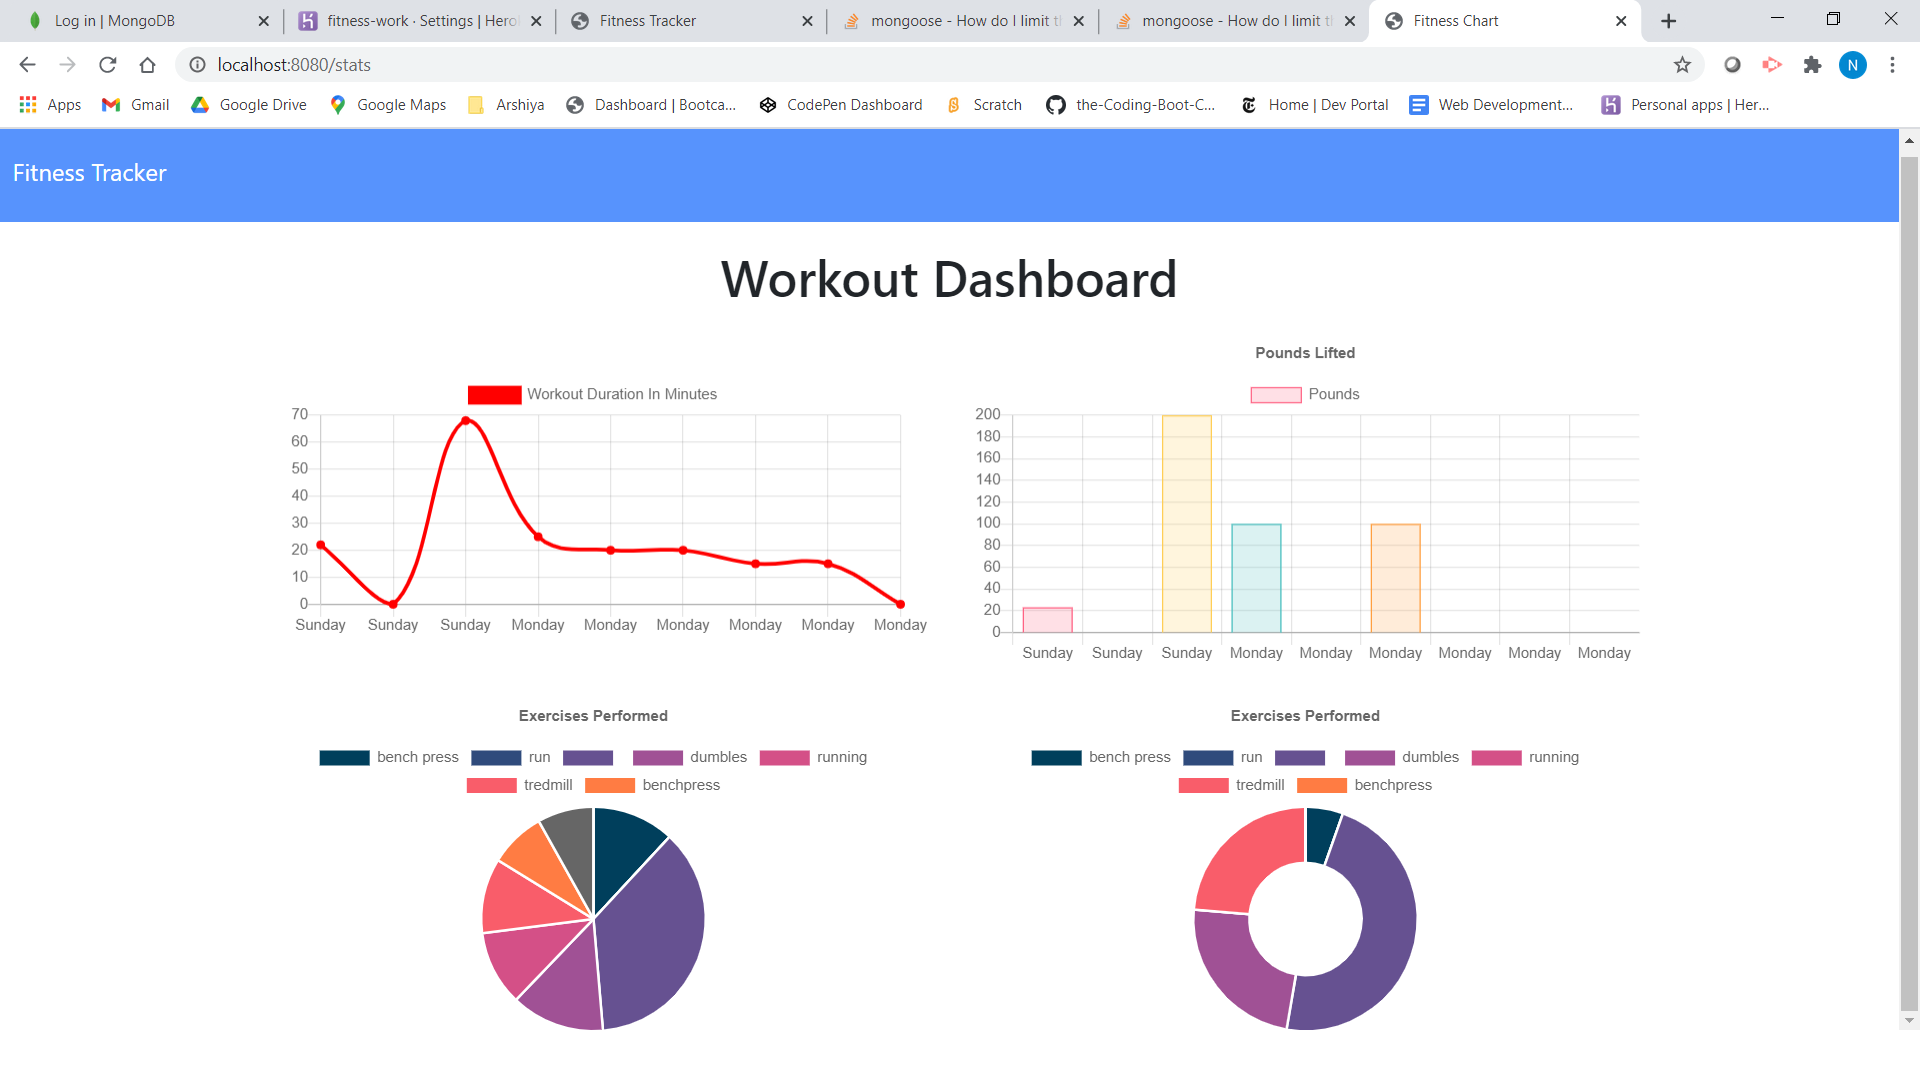 Log in | MongoDB
fitness-work · Settings | Hero
Fitness Tracker
mongoose - How do I limit t
mongoose - How do I limit t
Fitness Chart
localhost:8080/stats
N
Apps
Gmail
Google Drive
Google Maps
Arshiya
Dashboard | Bootca...
CodePen Dashboard
Scratch
the-Coding-Boot-C...
Home | Dev Portal
Web Development...
Personal apps | Her...
Fitness Tracker
Workout Dashboard
Workout Duration In Minutes
70
60
50
40
30
20
10
0
Sunday Sunday Sunday Monday Monday Monday Monday Monday Monday
Pounds Lifted
Pounds
200
180
160
140
120
100
80
60
40
20
0
Sunday Sunday Sunday Monday Monday Monday Monday Monday Monday
Exercises Performed
bench press run dumbles running
tredmill benchpress
Exercises Performed
bench press run dumbles running
tredmill benchpress